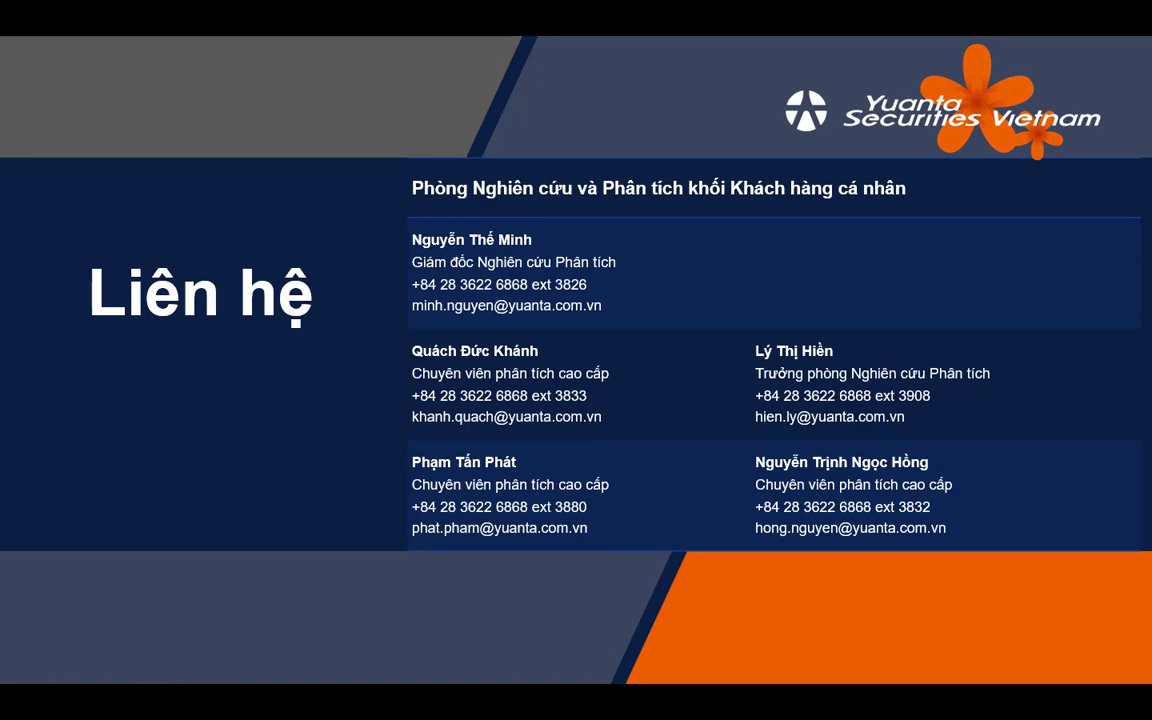 Yuanta
Securities Vietnam
Liên hệ
Phòng Nghiên cứu và Phân tích khối Khách hàng cá nhân
Nguyễn Thế Minh
Giám đốc Nghiên cứu Phân tích
+84 28 3622 6868 ext 3826
minh.nguyen@yuanta.com.vn
Quách Đức Khánh
Chuyên viên phân tích cao cấp
+84 28 3622 6868 ext 3833
khanh.quach@yuanta.com.vn
Lý Thị Hiền
Trưởng phòng Nghiên cứu Phân tích
+84 28 3622 6868 ext 3908
hien.ly@yuanta.com.vn
Phạm Tấn Phát
Chuyên viên phân tích cao cấp
+84 28 3622 6868 ext 3880
phat.pham@yuanta.com.vn
Nguyễn Trịnh Ngọc Hồng
Chuyên viên phân tích cao cấp
+84 28 3622 6868 ext 3832
hong.nguyen@yuanta.com.vn